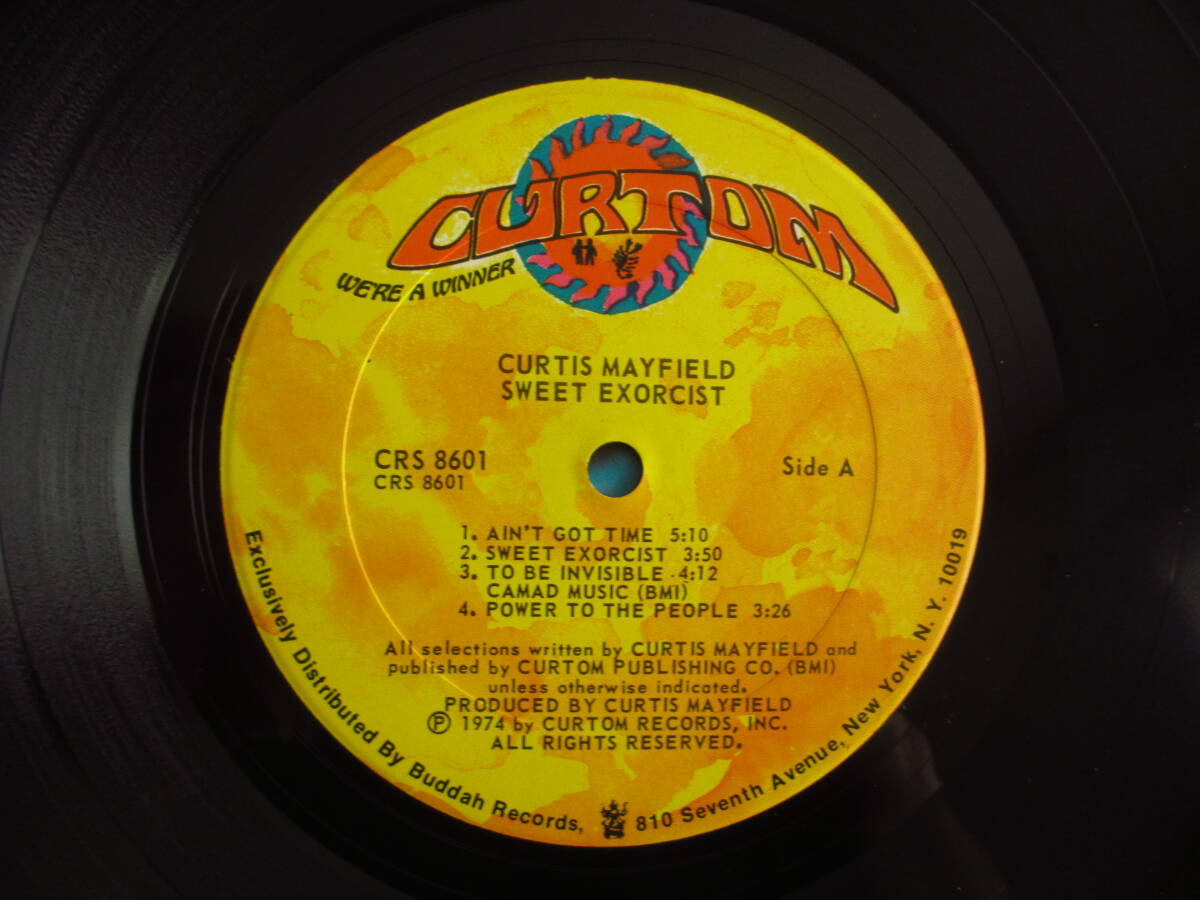 CURTOM
WE'RE A WINNER
CURTIS MAYFIELD
SWEET EXORCIST
CRS 8601
CRS 8601
Side A
1. AIN'T GOT TIME 5:10
2. SWEET EXORCIST 3:50
3. TO BE INVISIBLE 4:12
CAMAD MUSIC (BMI)
4. POWER TO THE PEOPLE 3:26
All selections written by CURTIS MAYFIELD and
published by CURTOM PUBLISHING CO. (BMI)
unless otherwise indicated.
PRODUCED BY CURTIS MAYFIELD
Ⓟ 1974 by CURTOM RECORDS, INC.
ALL RIGHTS RESERVED.
Exclusively Distributed By Buddah Records, 810 Seventh Avenue, New York, N. Y. 10019